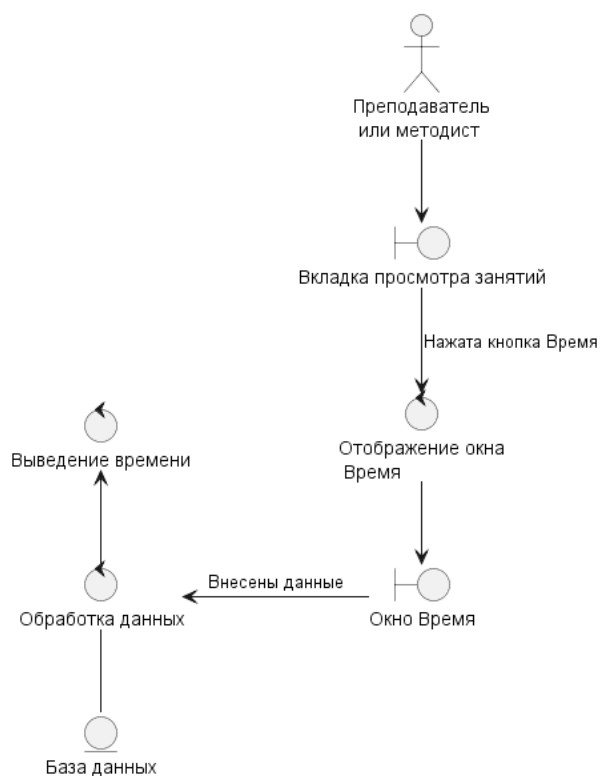 Преподаватель
или методист
Вкладка просмотра занятий
Нажата кнопка Время
Отображение окна
Время
Выведение времени
Внесены данные
Обработка данных
Окно Время
База данных